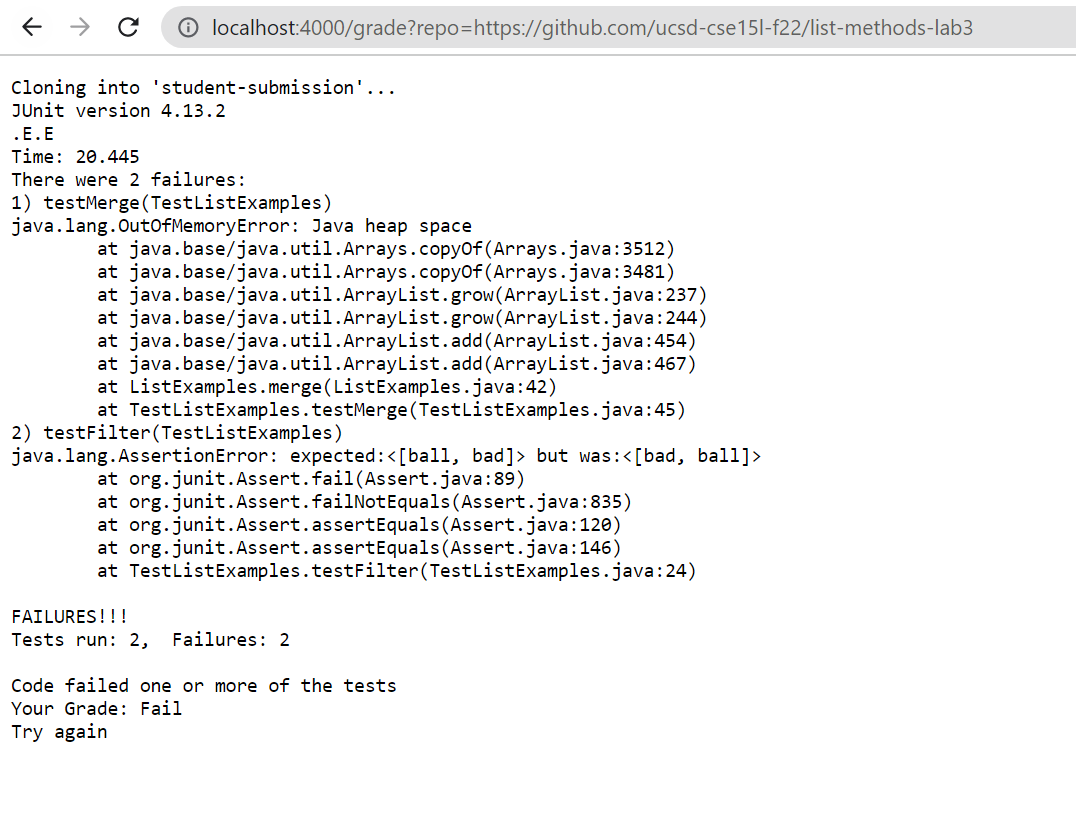 localhost:4000/grade?repo=https://github.com/ucsd-cse15l-f22/list-methods-lab3
Cloning into 'student-submission'...
JUnit version 4.13.2
.E.E
Time: 20.445
There were 2 failures:
1) testMerge(TestListExamples)
java.lang.OutOfMemoryError: Java heap space
        at java.base/java.util.Arrays.copyOf(Arrays.java:3512)
        at java.base/java.util.Arrays.copyOf(Arrays.java:3481)
        at java.base/java.util.ArrayList.grow(ArrayList.java:237)
        at java.base/java.util.ArrayList.grow(ArrayList.java:244)
        at java.base/java.util.ArrayList.add(ArrayList.java:454)
        at java.base/java.util.ArrayList.add(ArrayList.java:467)
        at ListExamples.merge(ListExamples.java:42)
        at TestListExamples.testMerge(TestListExamples.java:45)
2) testFilter(TestListExamples)
java.lang.AssertionError: expected:<[ball, bad]> but was:<[bad, ball]>
        at org.junit.Assert.fail(Assert.java:89)
        at org.junit.Assert.failNotEquals(Assert.java:835)
        at org.junit.Assert.assertEquals(Assert.java:120)
        at org.junit.Assert.assertEquals(Assert.java:146)
        at TestListExamples.testFilter(TestListExamples.java:24)
FAILURES!!!
Tests run: 2,  Failures: 2
Code failed one or more of the tests
Your Grade: Fail
Try again